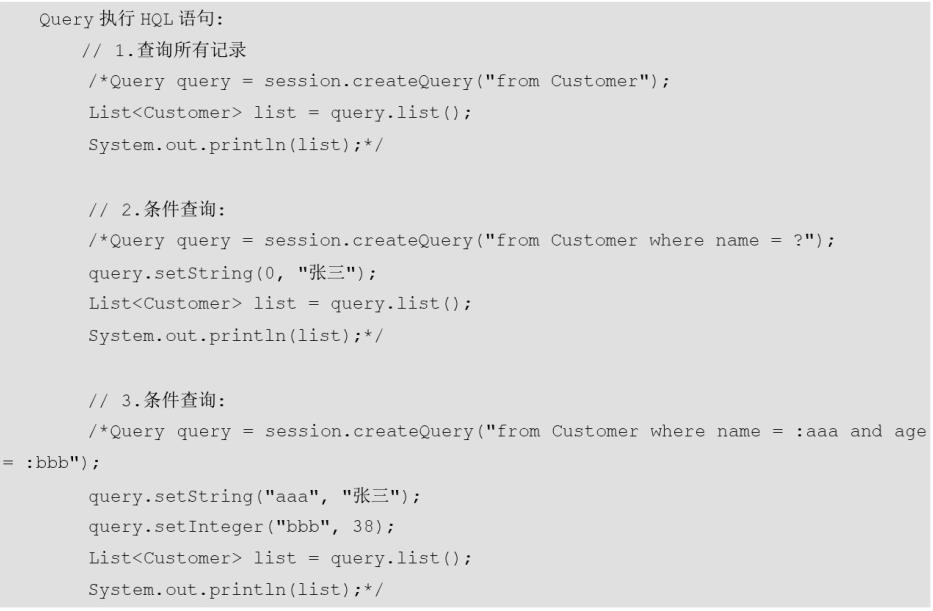 Query 执行 HQL 语句:
// 1.查询所有记录
/*Query query = session.createQuery("from Customer");
List<Customer> list = query.list();
System.out.println(list);*/
// 2.条件查询:
/*Query query = session.createQuery("from Customer where name = ?");
query.setString(0, "张三");
List<Customer> list = query.list();
System.out.println(list);*/
// 3.条件查询:
/*Query query = session.createQuery("from Customer where name = :aaa and age
= :bbb");
query.setString("aaa", "张三");
query.setInteger("bbb", 38);
List<Customer> list = query.list();
System.out.println(list);*/